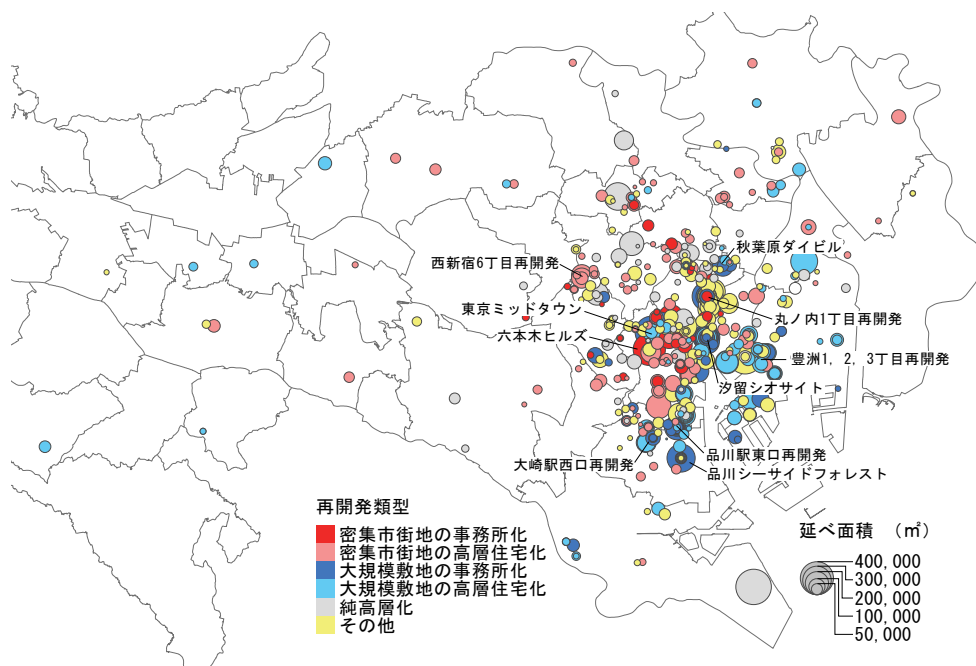 秋葉原ダイビル
西新宿6丁目再開発
東京ミッドタウン
丸ノ内1丁目再開発
六本木ヒルズ
豊洲1, 2, 3丁目再開発
汐留シオサイト
品川駅東口再開発
大崎駅西口再開発
品川シーサイドフォレスト
再開発類型
密集市街地の事務所化
密集市街地の高層住宅化
大規模敷地の事務所化
大規模敷地の高層住宅化
純高層化
その他
延べ面積 (㎡)
400,000
300,000
200,000
100,000
50,000